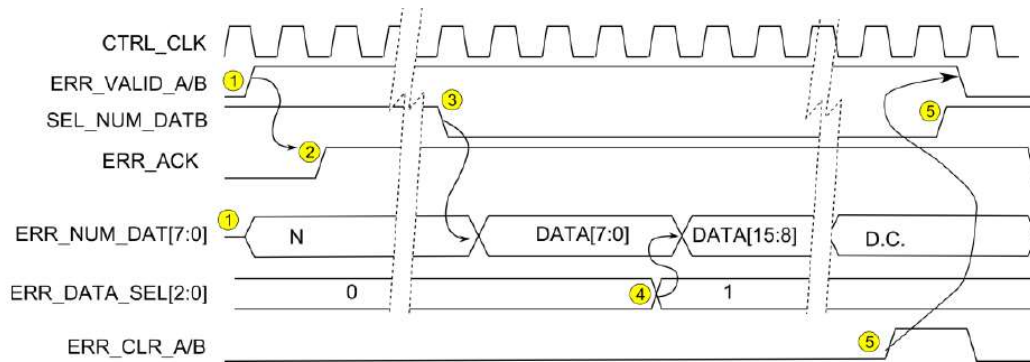 CTRL_CLK
1 ERR_VALID_A/B
3 5 SEL_NUM_DATB
2 ERR_ACK
1 ERR_NUM_DAT[7:0] N DATA[7:0] DATA[15:8] D.C.
ERR_DATA_SEL[2:0] 0 4 1
ERR_CLR_A/B 5